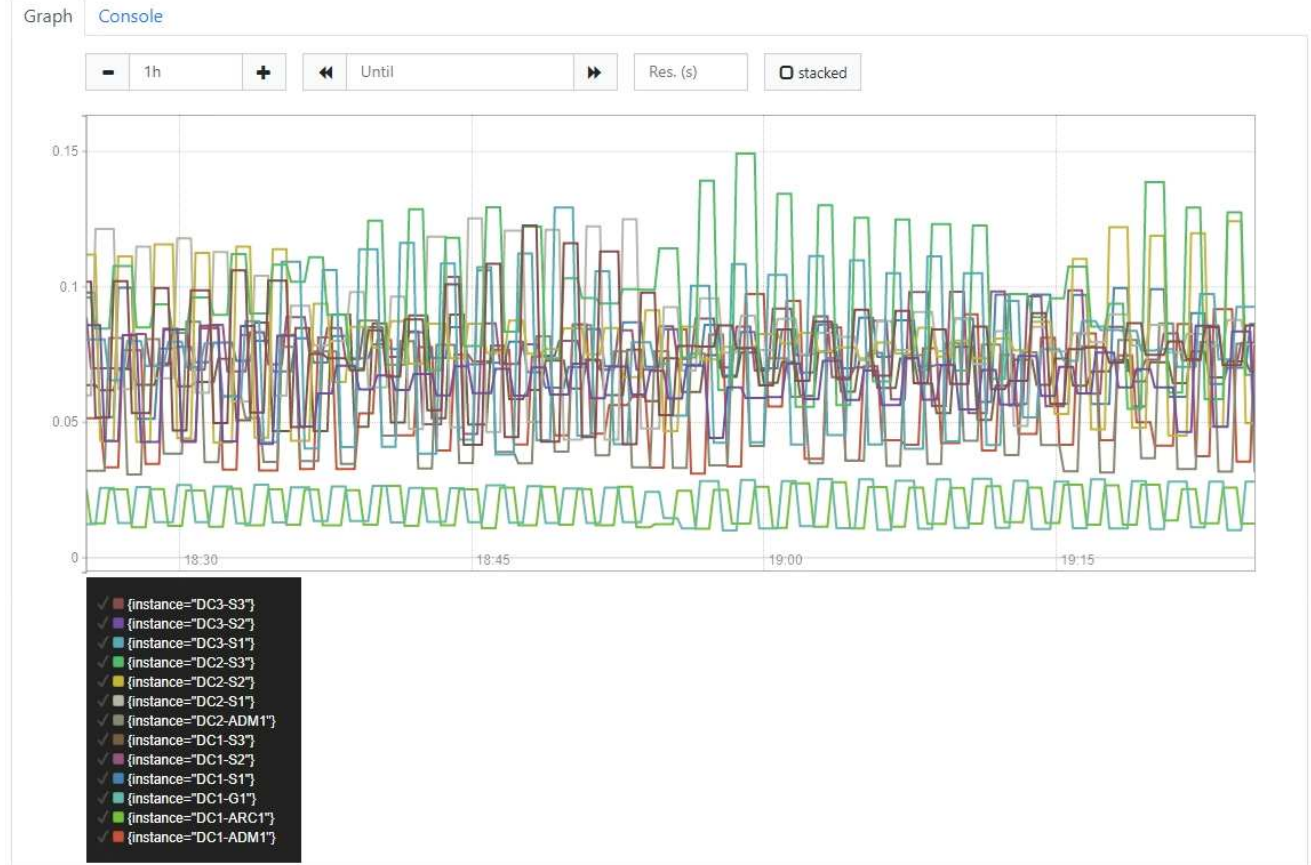 Graph Console
1h Until Res. (s) stacked
0.15
0.1
0.05
0
18:30 18:45 19:00 19:15
{instance="DC3-S3"}
{instance="DC3-S2"}
{instance="DC3-S1"}
{instance="DC2-S3"}
{instance="DC2-S2"}
{instance="DC2-S1"}
{instance="DC2-ADM1"}
{instance="DC1-S3"}
{instance="DC1-S2"}
{instance="DC1-S1"}
{instance="DC1-G1"}
{instance="DC1-ARC1"}
{instance="DC1-ADM1"}